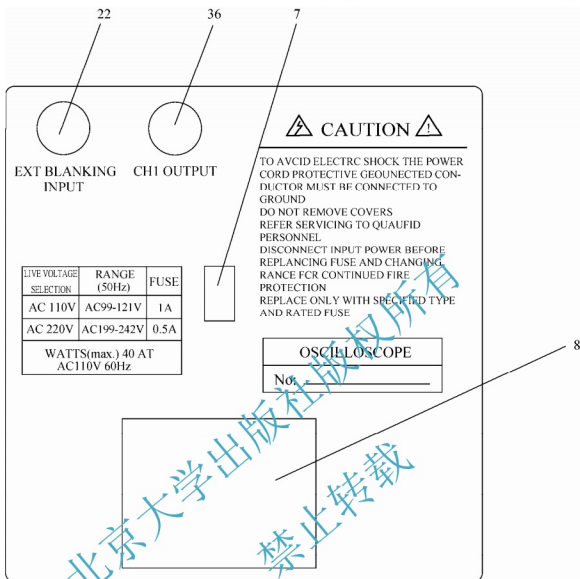 22
36
7
EXT BLANKING
INPUT
CH1 OUTPUT
CAUTION
TO AVCID ELECTRC SHOCK THE POWER
CORD PROTECTIVE GEOUNECTED CON-
DUCTOR MUST BE CONNECTED TO
GROUND
DO NOT REMOVE COVERS
REFER SERVICING TO QUAUFID
PERSONNEL
DISCONNECT INPUT POWER BEFORE
REPLANCING FUSE AND CHANGING
RANCE FCR CONTINUED FIRE
PROTECTION
REPLACE ONLY WITH SPECIFIED TYPE
AND RATED FUSE
LIVE VOLTAGE SELECTION RANGE (50Hz) FUSE
AC 110V AC99-121V 1A
AC 220V AC199-242V 0.5A
WATTS(max.) 40 AT
AC110V 60Hz
OSCILLOSCOPE
No:
8
北京大学出版社版权所有
禁止转载